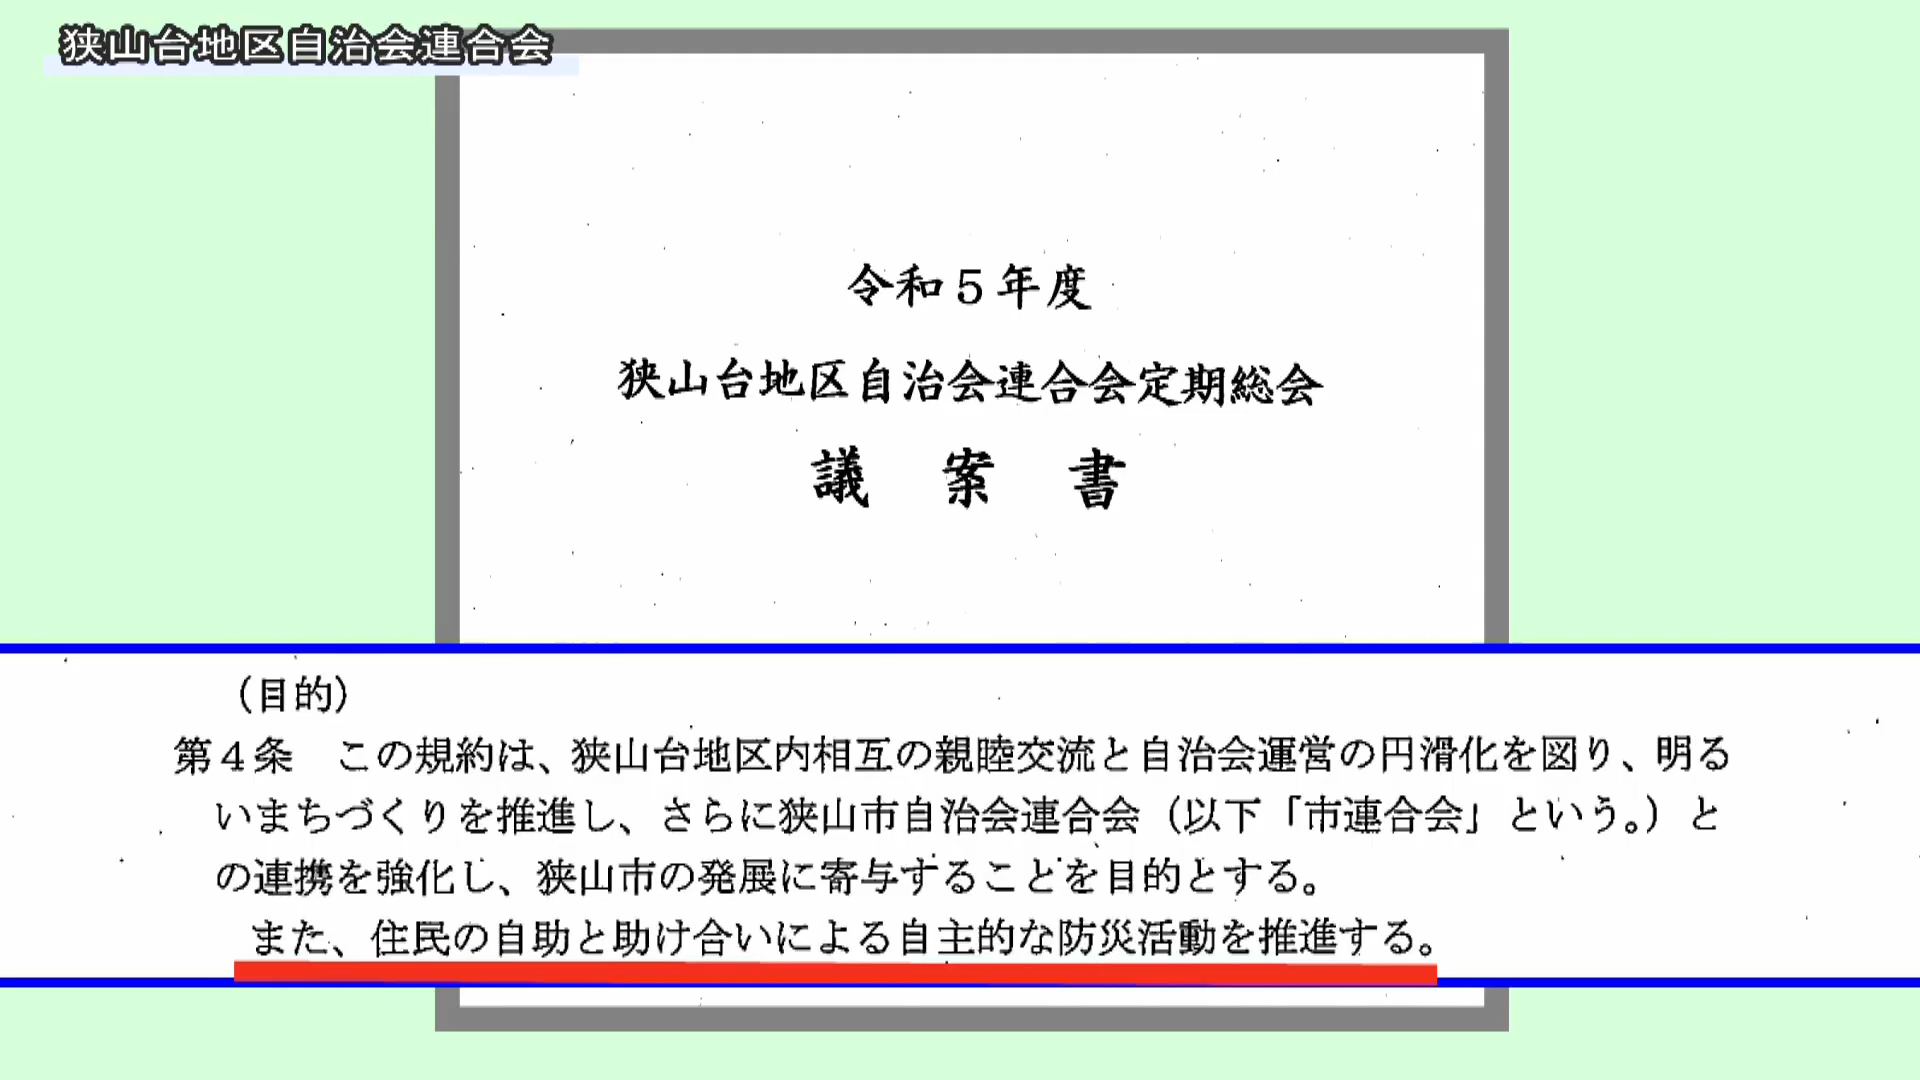 狭山台地区自治会連合会
令和５年度
狭山台地区自治会連合会定期総会
議　案　書
（目的）
第４条　この規約は、狭山台地区内相互の親睦交流と自治会運営の円滑化を図り、明る
いまちづくりを推進し、さらに狭山市自治会連合会（以下「市連合会」という。）と
の連携を強化し、狭山市の発展に寄与することを目的とする。
また、住民の自助と助け合いによる自主的な防災活動を推進する。